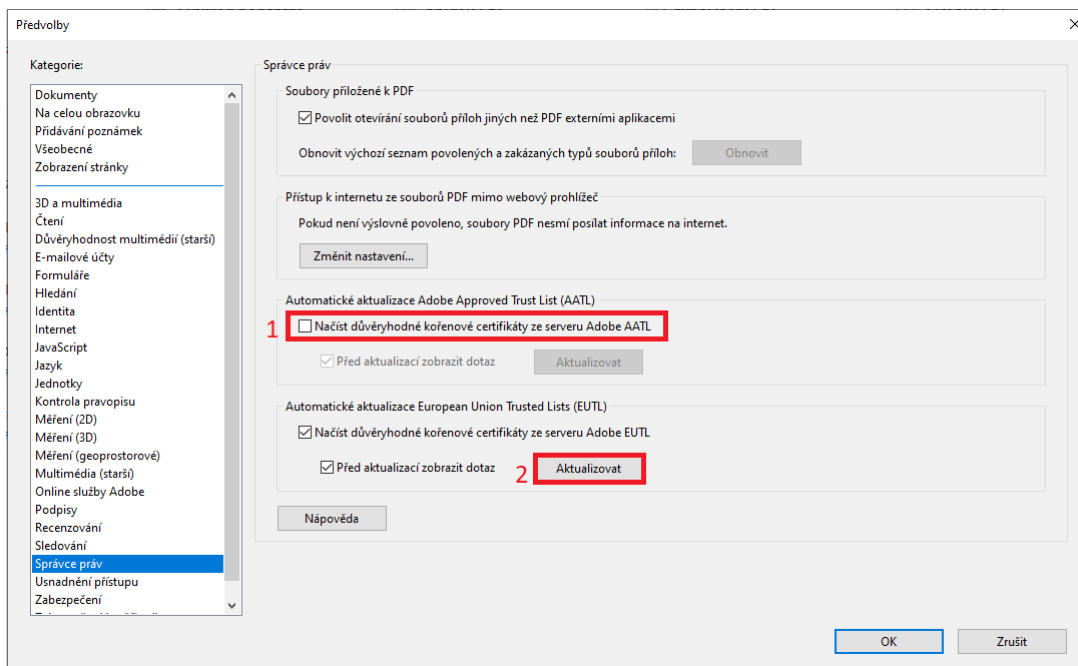 Předvolby
Kategorie:
Dokumenty
Na celou obrazovku
Přidávání poznámek
Všeobecné
Zobrazení stránky
3D a multimédia
Čtení
Důvěryhodnost multimédií (starší)
E-mailové účty
Formuláře
Hledání
Identita
Internet
JavaScript
Jazyk
Jednotky
Kontrola pravopisu
Měření (2D)
Měření (3D)
Měření (geoprostorové)
Multimédia (starší)
Online služby Adobe
Podpisy
Recenzování
Sledování
Správce práv
Usnadnění přístupu
Zabezpečení
Správce práv
Soubory přiložené k PDF
Povolit otevírání souborů příloh jiných než PDF externími aplikacemi
Obnovit výchozí seznam povolených a zakázaných typů souborů příloh: Obnovit
Přístup k internetu ze souborů PDF mimo webový prohlížeč
Pokud není výslovně povoleno, soubory PDF nesmí posílat informace na internet.
Změnit nastavení...
Automatické aktualizace Adobe Approved Trust List (AATL)
1 Načíst důvěryhodné kořenové certifikáty ze serveru Adobe AATL
Před aktualizací zobrazit dotaz Aktualizovat
Automatické aktualizace European Union Trusted Lists (EUTL)
Načíst důvěryhodné kořenové certifikáty ze serveru Adobe EUTL
Před aktualizací zobrazit dotaz 2 Aktualizovat
Nápověda
OK Zrušit